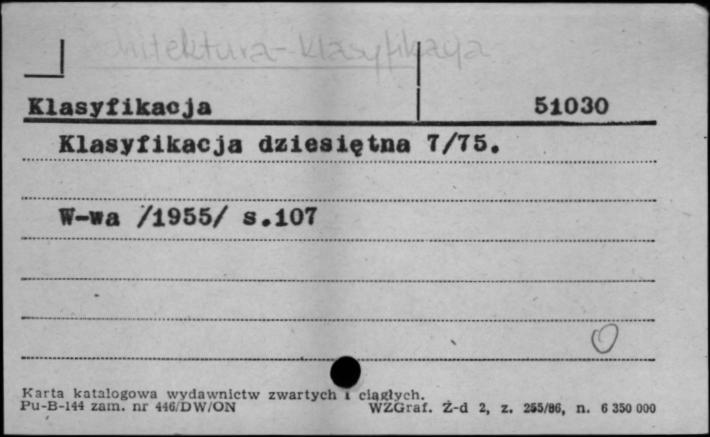 Architektura-klasyfikacja
Klasyfikacja 51030
Klasyfikacja dziesiętna 7/75.
W-wa /1955/ s.107
Karta katalogowa wydawnictw zwartych i ciągłych.
Pu-B-144 zam. nr 446/DW/ON WZGraf. Ż-d 2, z. 255/86, n. 6 350 000